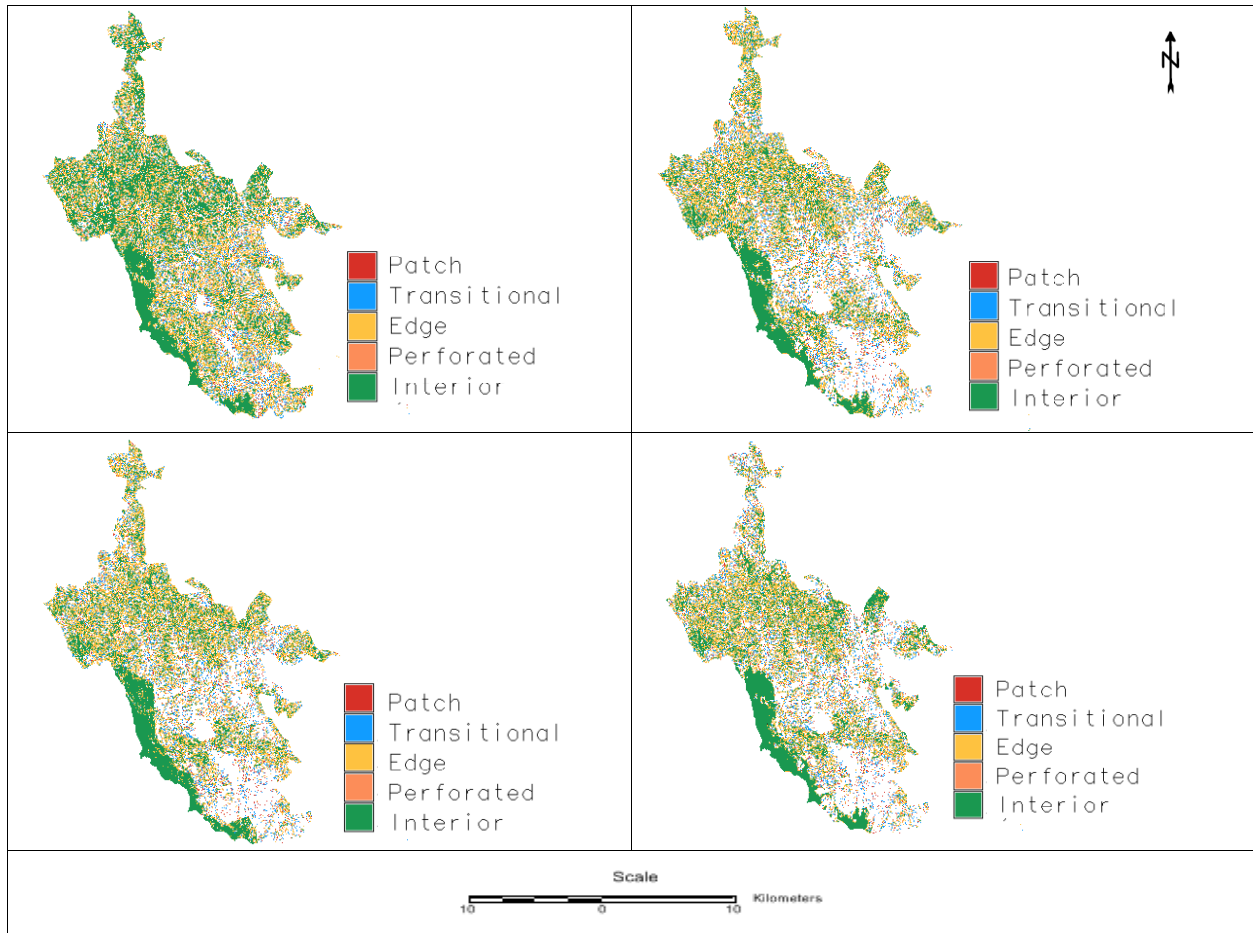 N
Patch
Transitional
Edge
Perforated
Interior
Patch
Transitional
Edge
Perforated
Interior
Patch
Transitional
Edge
Perforated
Interior
Patch
Transitional
Edge
Perforated
Interior
Scale
10 0 10 Kilometers